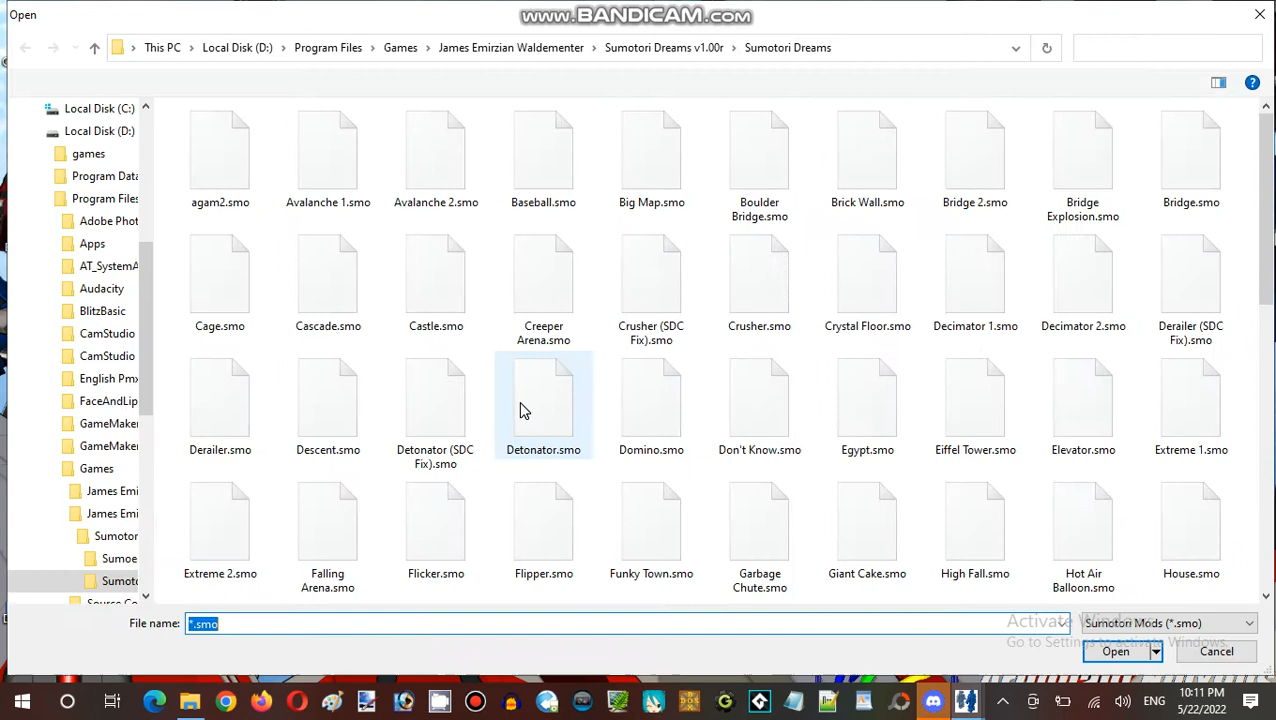 Open
www.BANDICAM.com
This PC
Local Disk (D:)
Program Files
Games
James Emirzian Waldementer
Sumotori Dreams v1.00r
Sumotori Dreams
Local Disk (C:)
Local Disk (D:)
games
Program Data
Program Files
Adobe Phot
Apps
AT_SystemA
Audacity
BlitzBasic
CamStudio
CamStudio
English Pmx
FaceAndLip
GameMaker
GameMaker
Games
James Emi
James Emi
Sumotor
Sumoe
Sumoto
agam2.smo
Avalanche 1.smo
Avalanche 2.smo
Baseball.smo
Big Map.smo
Boulder
Bridge.smo
Brick Wall.smo
Bridge 2.smo
Bridge
Explosion.smo
Bridge.smo
Cage.smo
Cascade.smo
Castle.smo
Creeper
Arena.smo
Crusher (SDC
Fix).smo
Crusher.smo
Crystal Floor.smo
Decimator 1.smo
Decimator 2.smo
Derailer (SDC
Fix).smo
Derailer.smo
Descent.smo
Detonator (SDC
Fix).smo
Detonator.smo
Domino.smo
Don't Know.smo
Egypt.smo
Eiffel Tower.smo
Elevator.smo
Extreme 1.smo
Extreme 2.smo
Falling
Arena.smo
Flicker.smo
Flipper.smo
Funky Town.smo
Garbage
Chute.smo
Giant Cake.smo
High Fall.smo
Hot Air
Balloon.smo
House.smo
File name:
*.smo
Sumotori Mods (*.smo)
Activate Windows
Go to Settings to activate Windows.
Open
Cancel
ENG
10:11 PM
5/22/2022